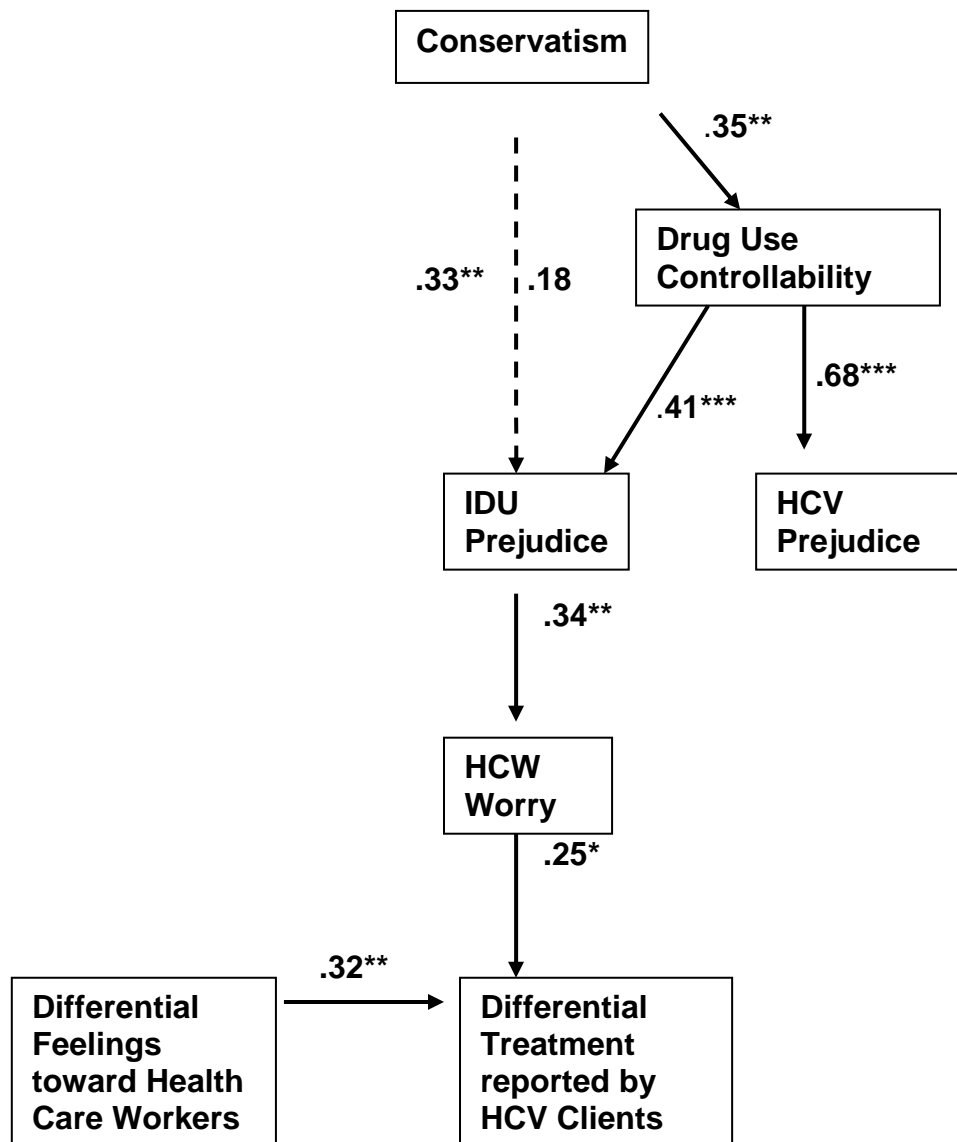 Conservatism
.35**
Drug Use
Controllability
.33** .18
.68***
.41***
IDU
Prejudice
HCV
Prejudice
.34**
HCW
Worry
.25*
.32**
Differential
Feelings
toward Health
Care Workers
Differential
Treatment
reported by
HCV Clients